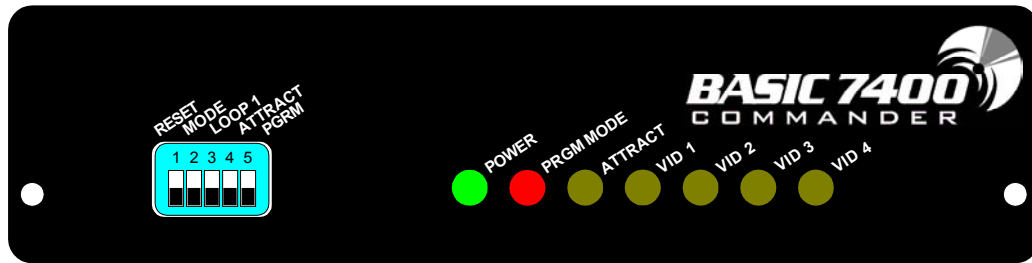 BASIC 7400
COMMANDER
RESET
MODE
LOOP 1
ATTRACT
PGRM
1 2 3 4 5
POWER
PRGM MODE
ATTRACT
VID 1
VID 2
VID 3
VID 4